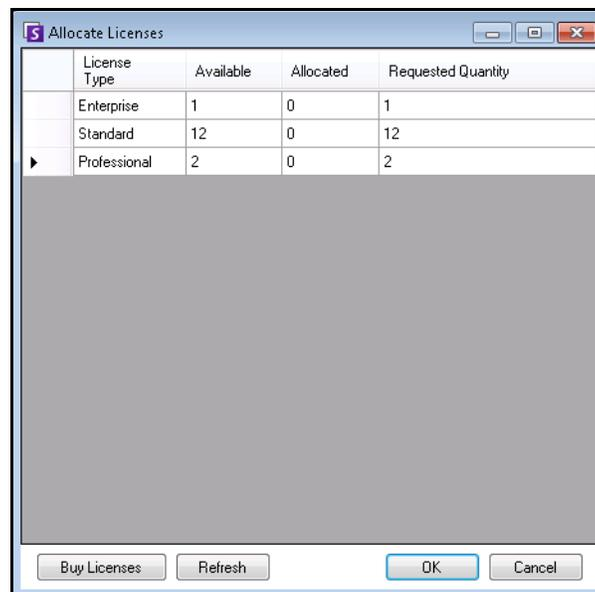 S Allocate Licenses
License Type Available Allocated Requested Quantity
Enterprise 1 0 1
Standard 12 0 12
Professional 2 0 2
Buy Licenses Refresh OK Cancel